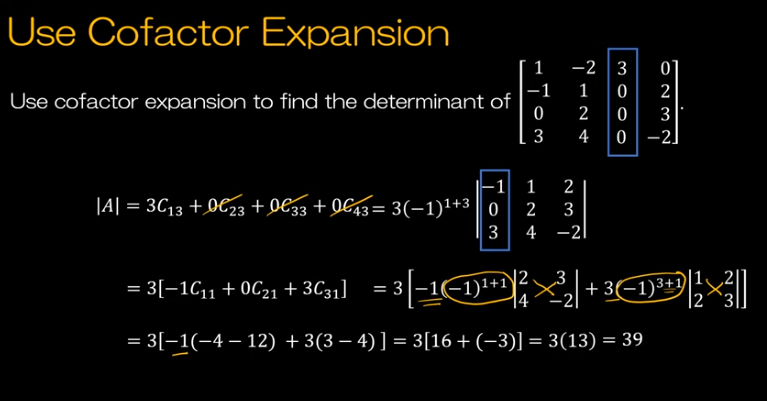 Use Cofactor Expansion
Use cofactor expansion to find the determinant of
1 −2 3 0
−1 1 0 2
0 2 0 3
3 4 0 −2 .
|A| = 3C₁₃ + 0C₂₃ + 0C₃₃ + 0C₄₃ = 3(−1)¹⁺³
−1 1 2
0 2 3
3 4 −2
= 3[−1C₁₁ + 0C₂₁ + 3C₃₁] = 3 [−1(−1)¹⁺¹ |2 3 + 3(−1)³⁺¹ |1 2
4 −2| 2 3|]
= 3[−1(−4 − 12) + 3(3 − 4) ] = 3[16 + (−3)] = 3(13) = 39